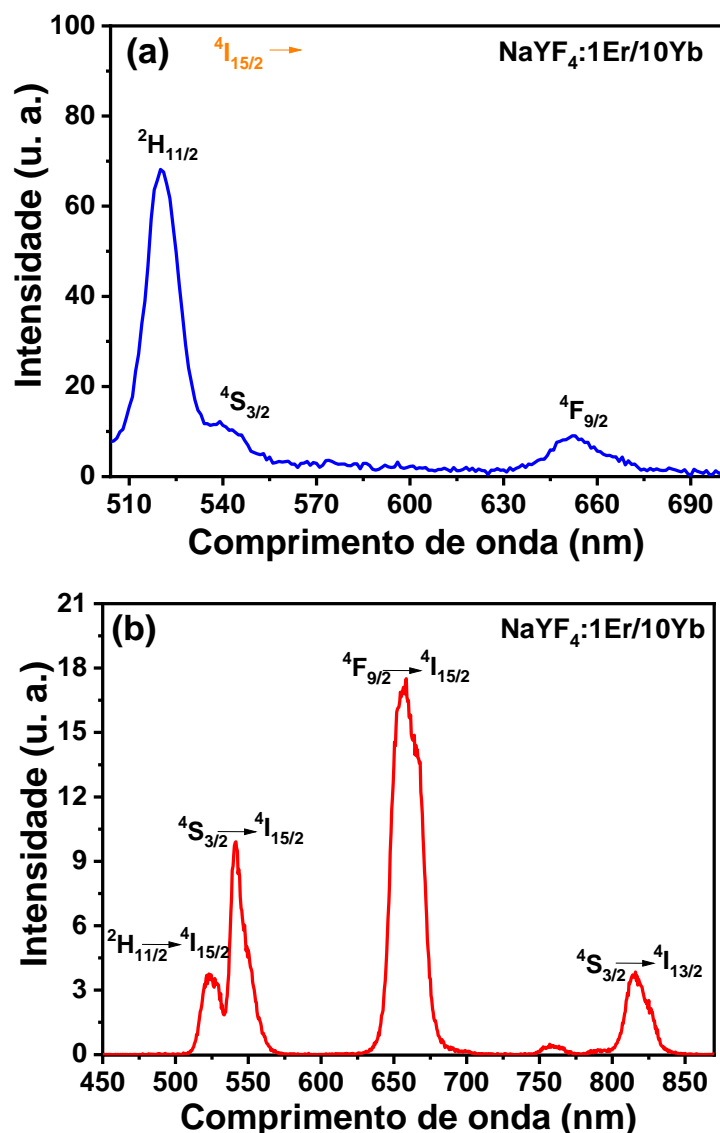 (a) ⁴I₁₅/₂ → NaYF₄:1Er/10Yb
100
80
60
40
20
0
Intensidade (u. a.)
²H₁₁/₂
⁴S₃/₂
⁴F₉/₂
510 540 570 600 630 660 690
Comprimento de onda (nm)
(b) NaYF₄:1Er/10Yb
21
18
15
12
9
6
3
0
Intensidade (u. a.)
⁴F₉/₂ → ⁴I₁₅/₂
⁴S₃/₂ → ⁴I₁₅/₂
²H₁₁/₂ → ⁴I₁₅/₂
⁴S₃/₂ → ⁴I₁₃/₂
450 500 550 600 650 700 750 800 850
Comprimento de onda (nm)